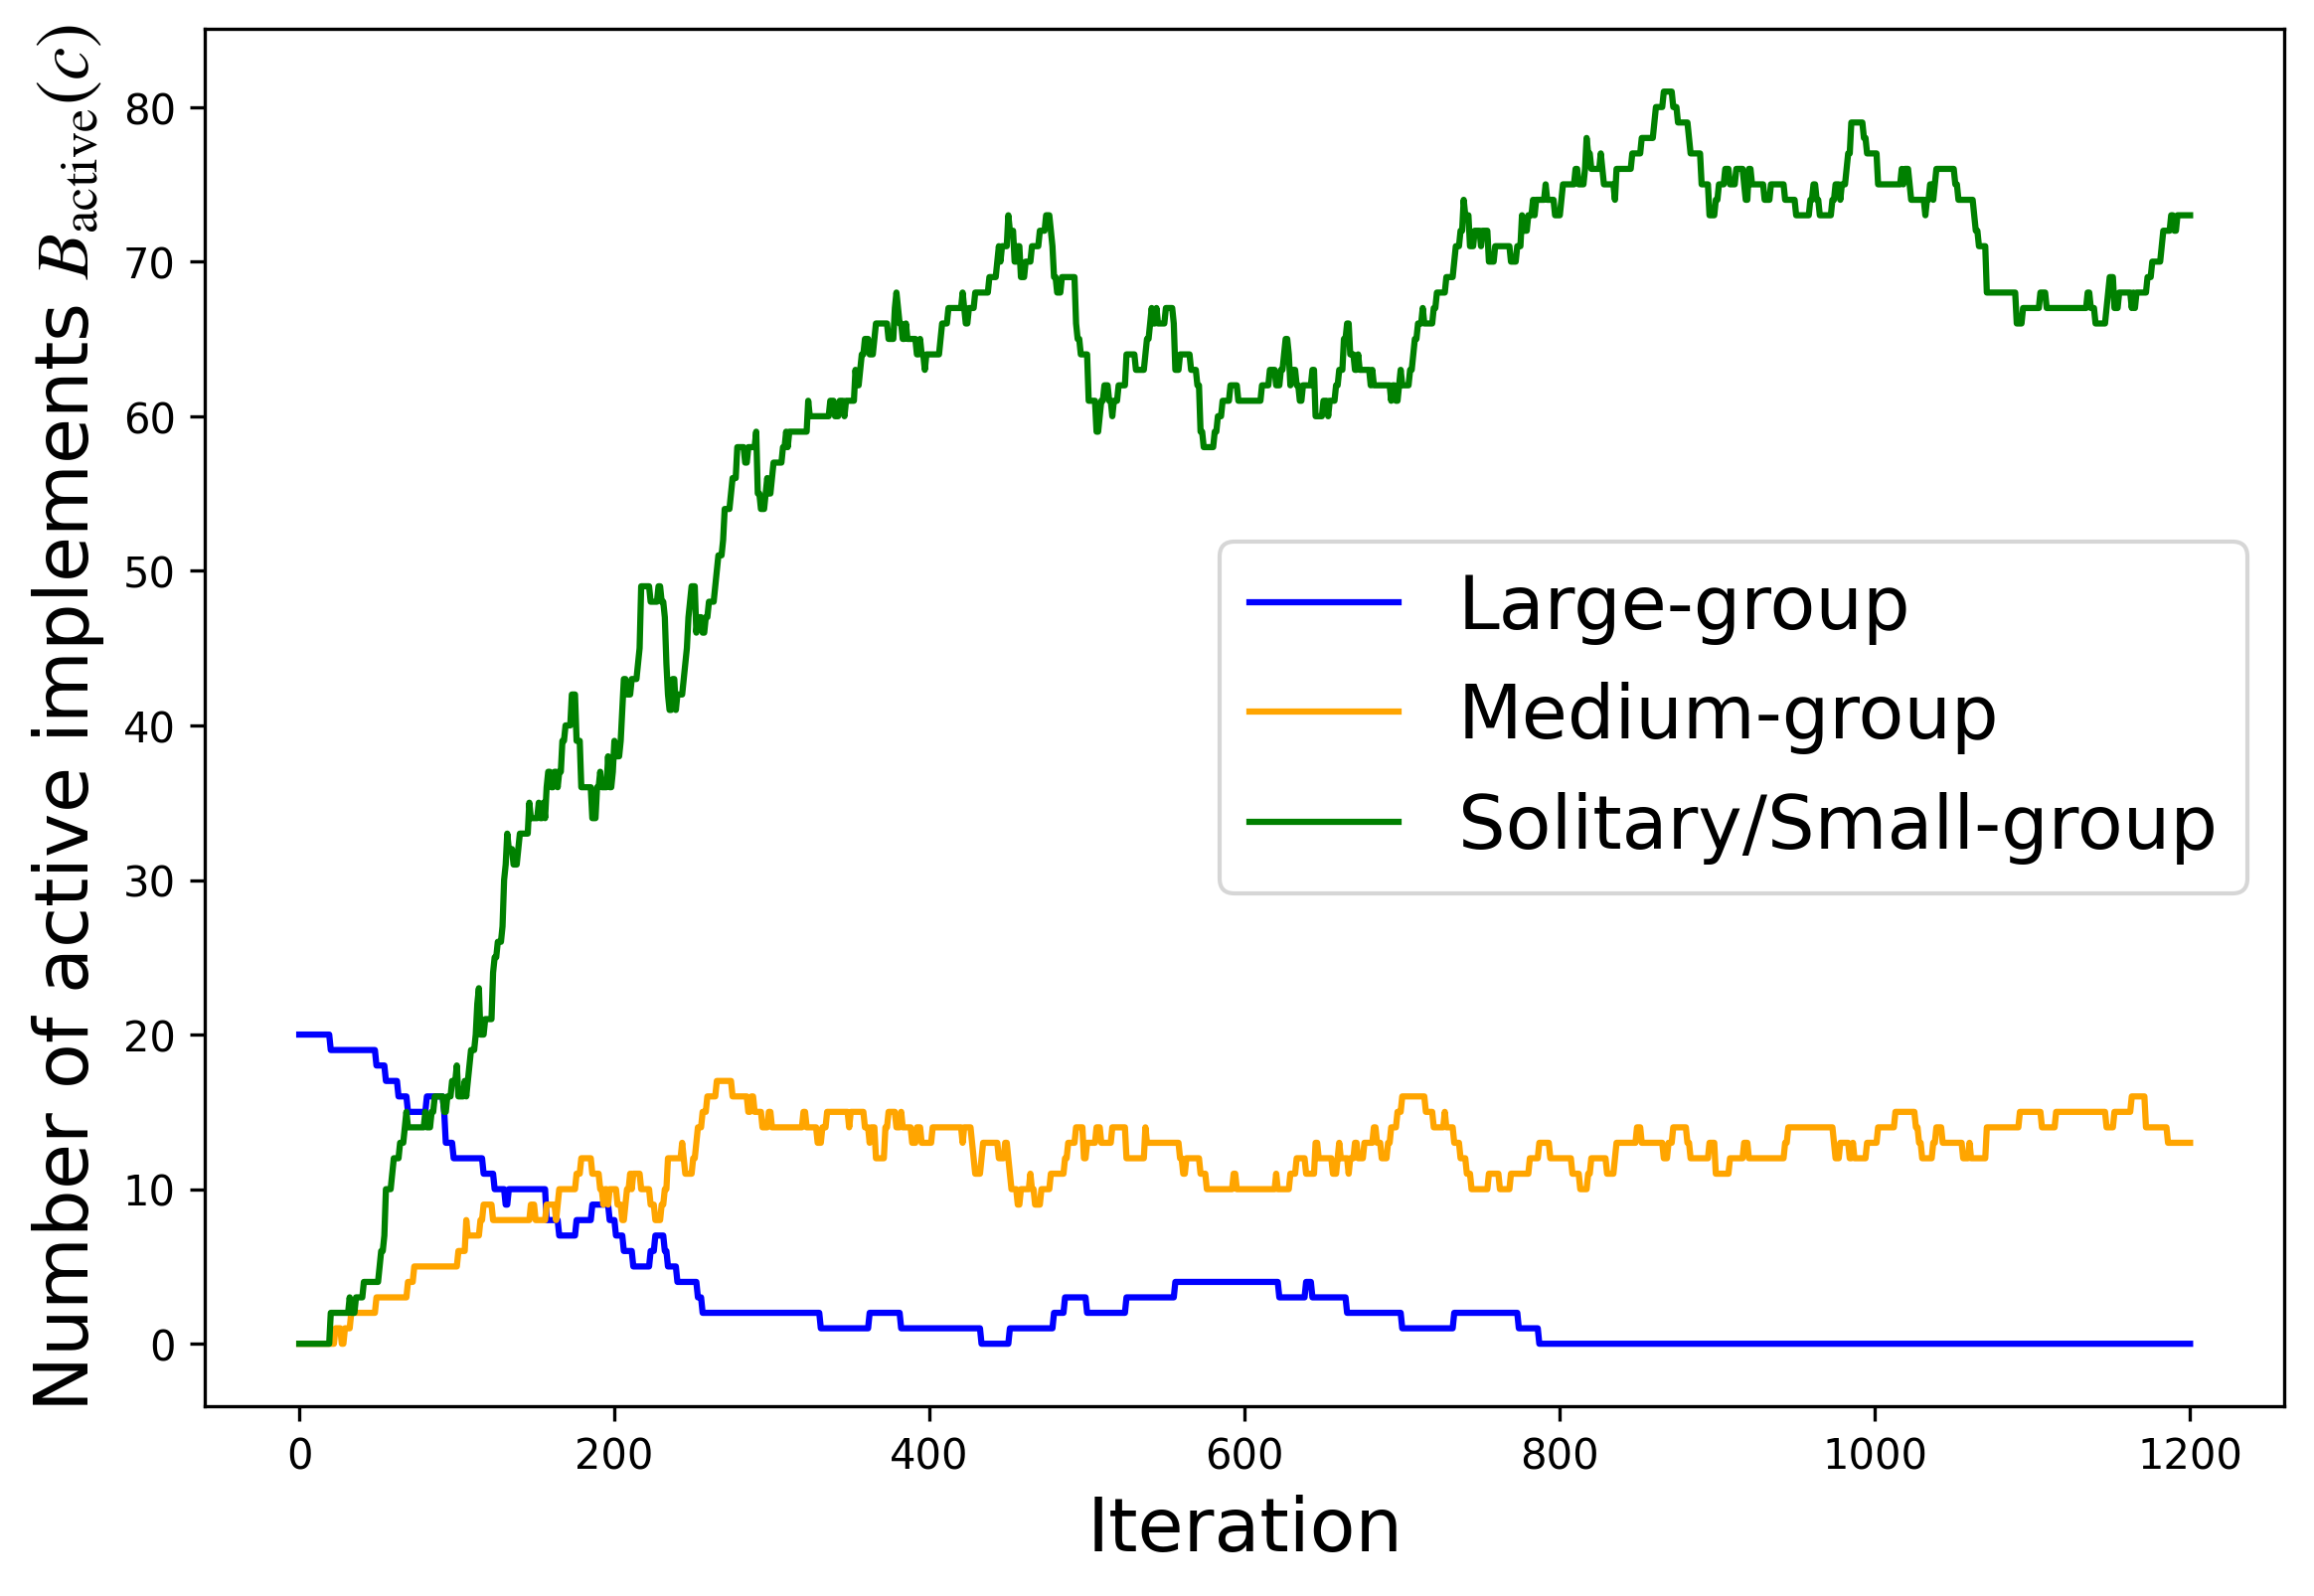 Number of active implements B_active(c)
80
70
60
50
40
30
20
10
0
Large-group
Medium-group
Solitary/Small-group
0 200 400 600 800 1000 1200
Iteration